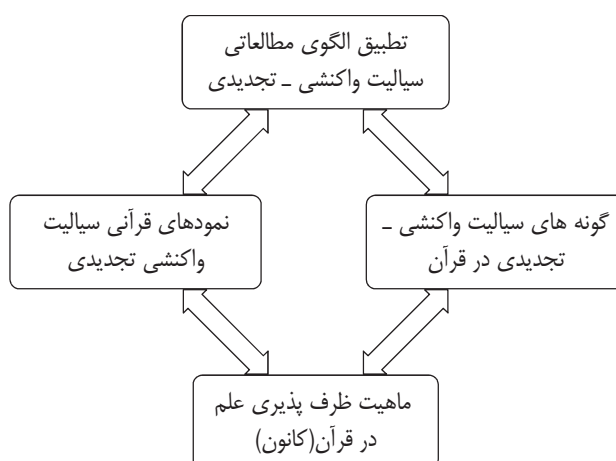 تطبیق الگوی مطالعاتی
سیالیت واکنشی ـ تجدیدی
گونه های سیالیت واکنشی ـ
تجدیدی در قرآن
نمودهای قرآنی سیالیت
واکنشی تجدیدی
ماهیت ظرف پذیری علم
در قرآن(کانون)